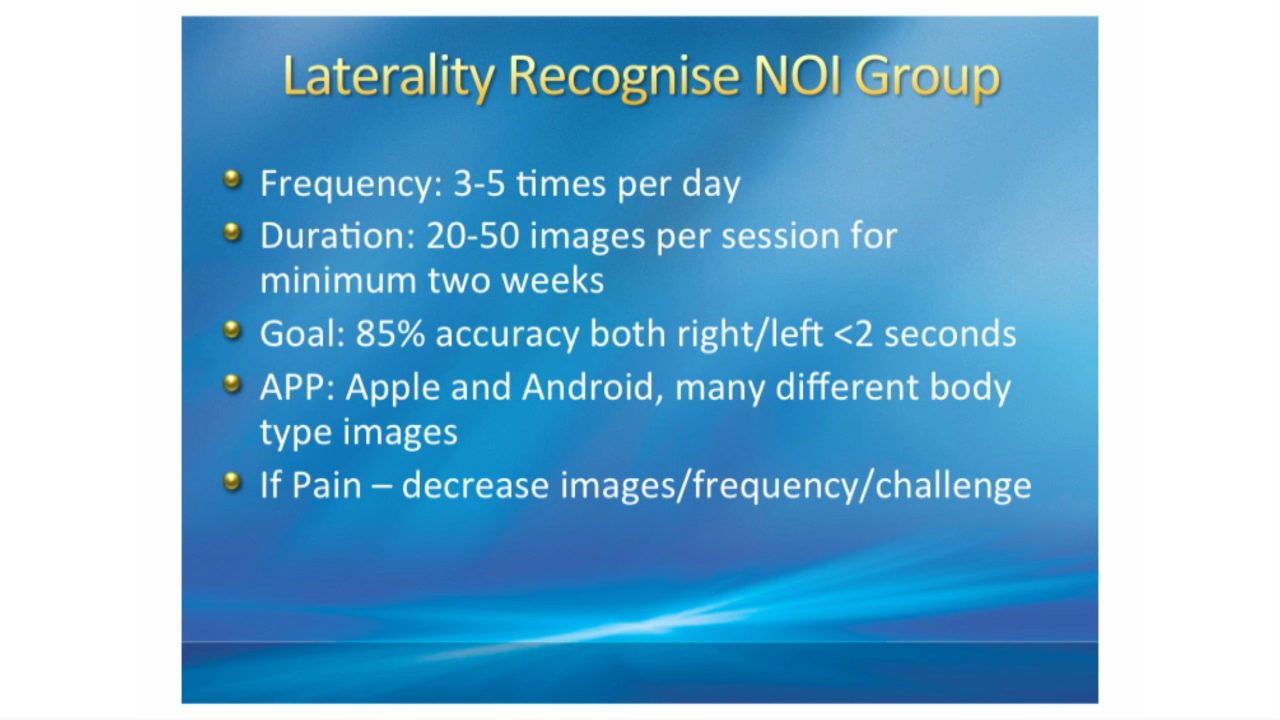 Laterality Recognise NOI Group
Frequency: 3-5 times per day
Duration: 20-50 images per session for
minimum two weeks
Goal: 85% accuracy both right/left <2 seconds
APP: Apple and Android, many different body
type images
If Pain – decrease images/frequency/challenge